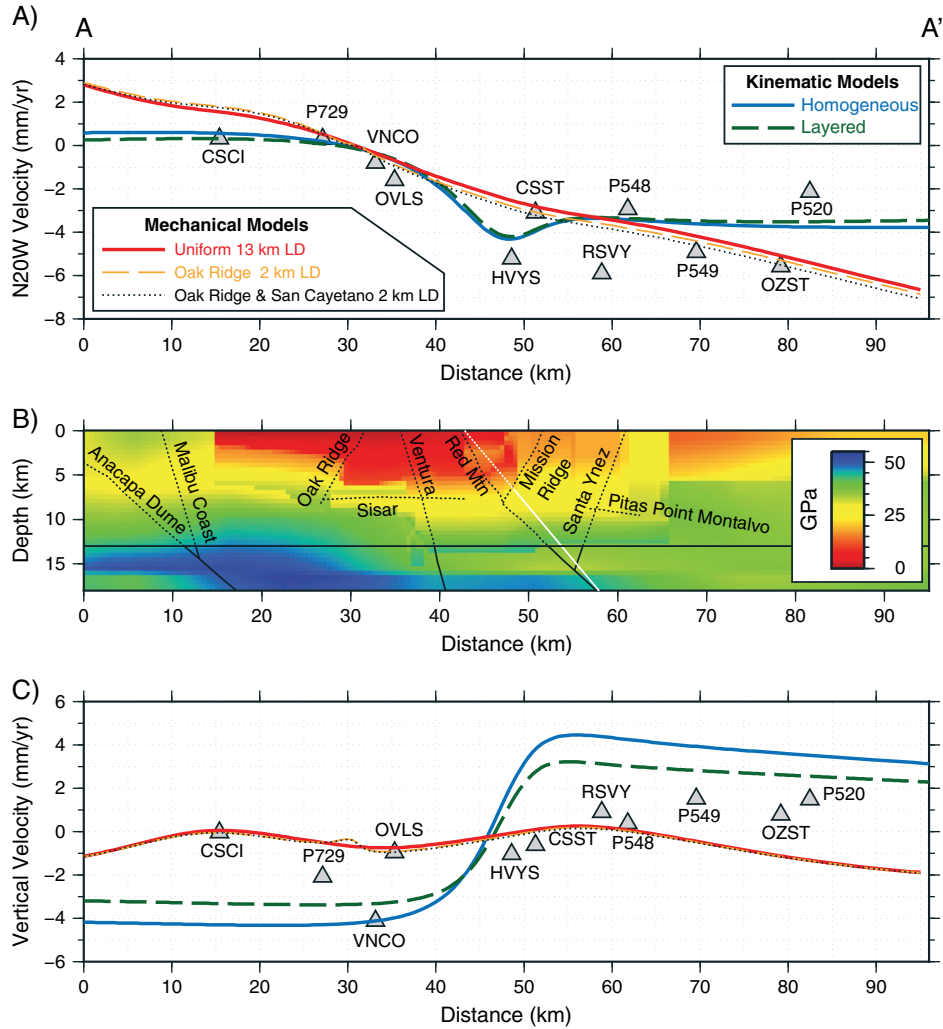 A)
A
A'
4
2
0
−2
−4
−6
−8
N20W Velocity (mm/yr)
Kinematic Models
Homogeneous
Layered
P729
VNCO
CSCI
OVLS
CSST
P548
P520
HVYS
RSVY
P549
OZST
Mechanical Models
Uniform 13 km LD
Oak Ridge 2 km LD
Oak Ridge & San Cayetano 2 km LD
0 10 20 30 40 50 60 70 80 90
Distance (km)
B)
0
5
10
15
Depth (km)
Anacapa Dume
Malibu Coast
Oak Ridge
Sisar
Ventura
Red Mtn
Mission
Ridge
Santa Ynez
Pitas Point Montalvo
GPa
50
25
0
0 10 20 30 40 50 60 70 80 90
Distance (km)
C)
6
4
2
0
−2
−4
−6
Vertical Velocity (mm/yr)
CSCI
P729
OVLS
VNCO
HVYS
CSST
RSVY
P548
P549
OZST
P520
0 10 20 30 40 50 60 70 80 90
Distance (km)